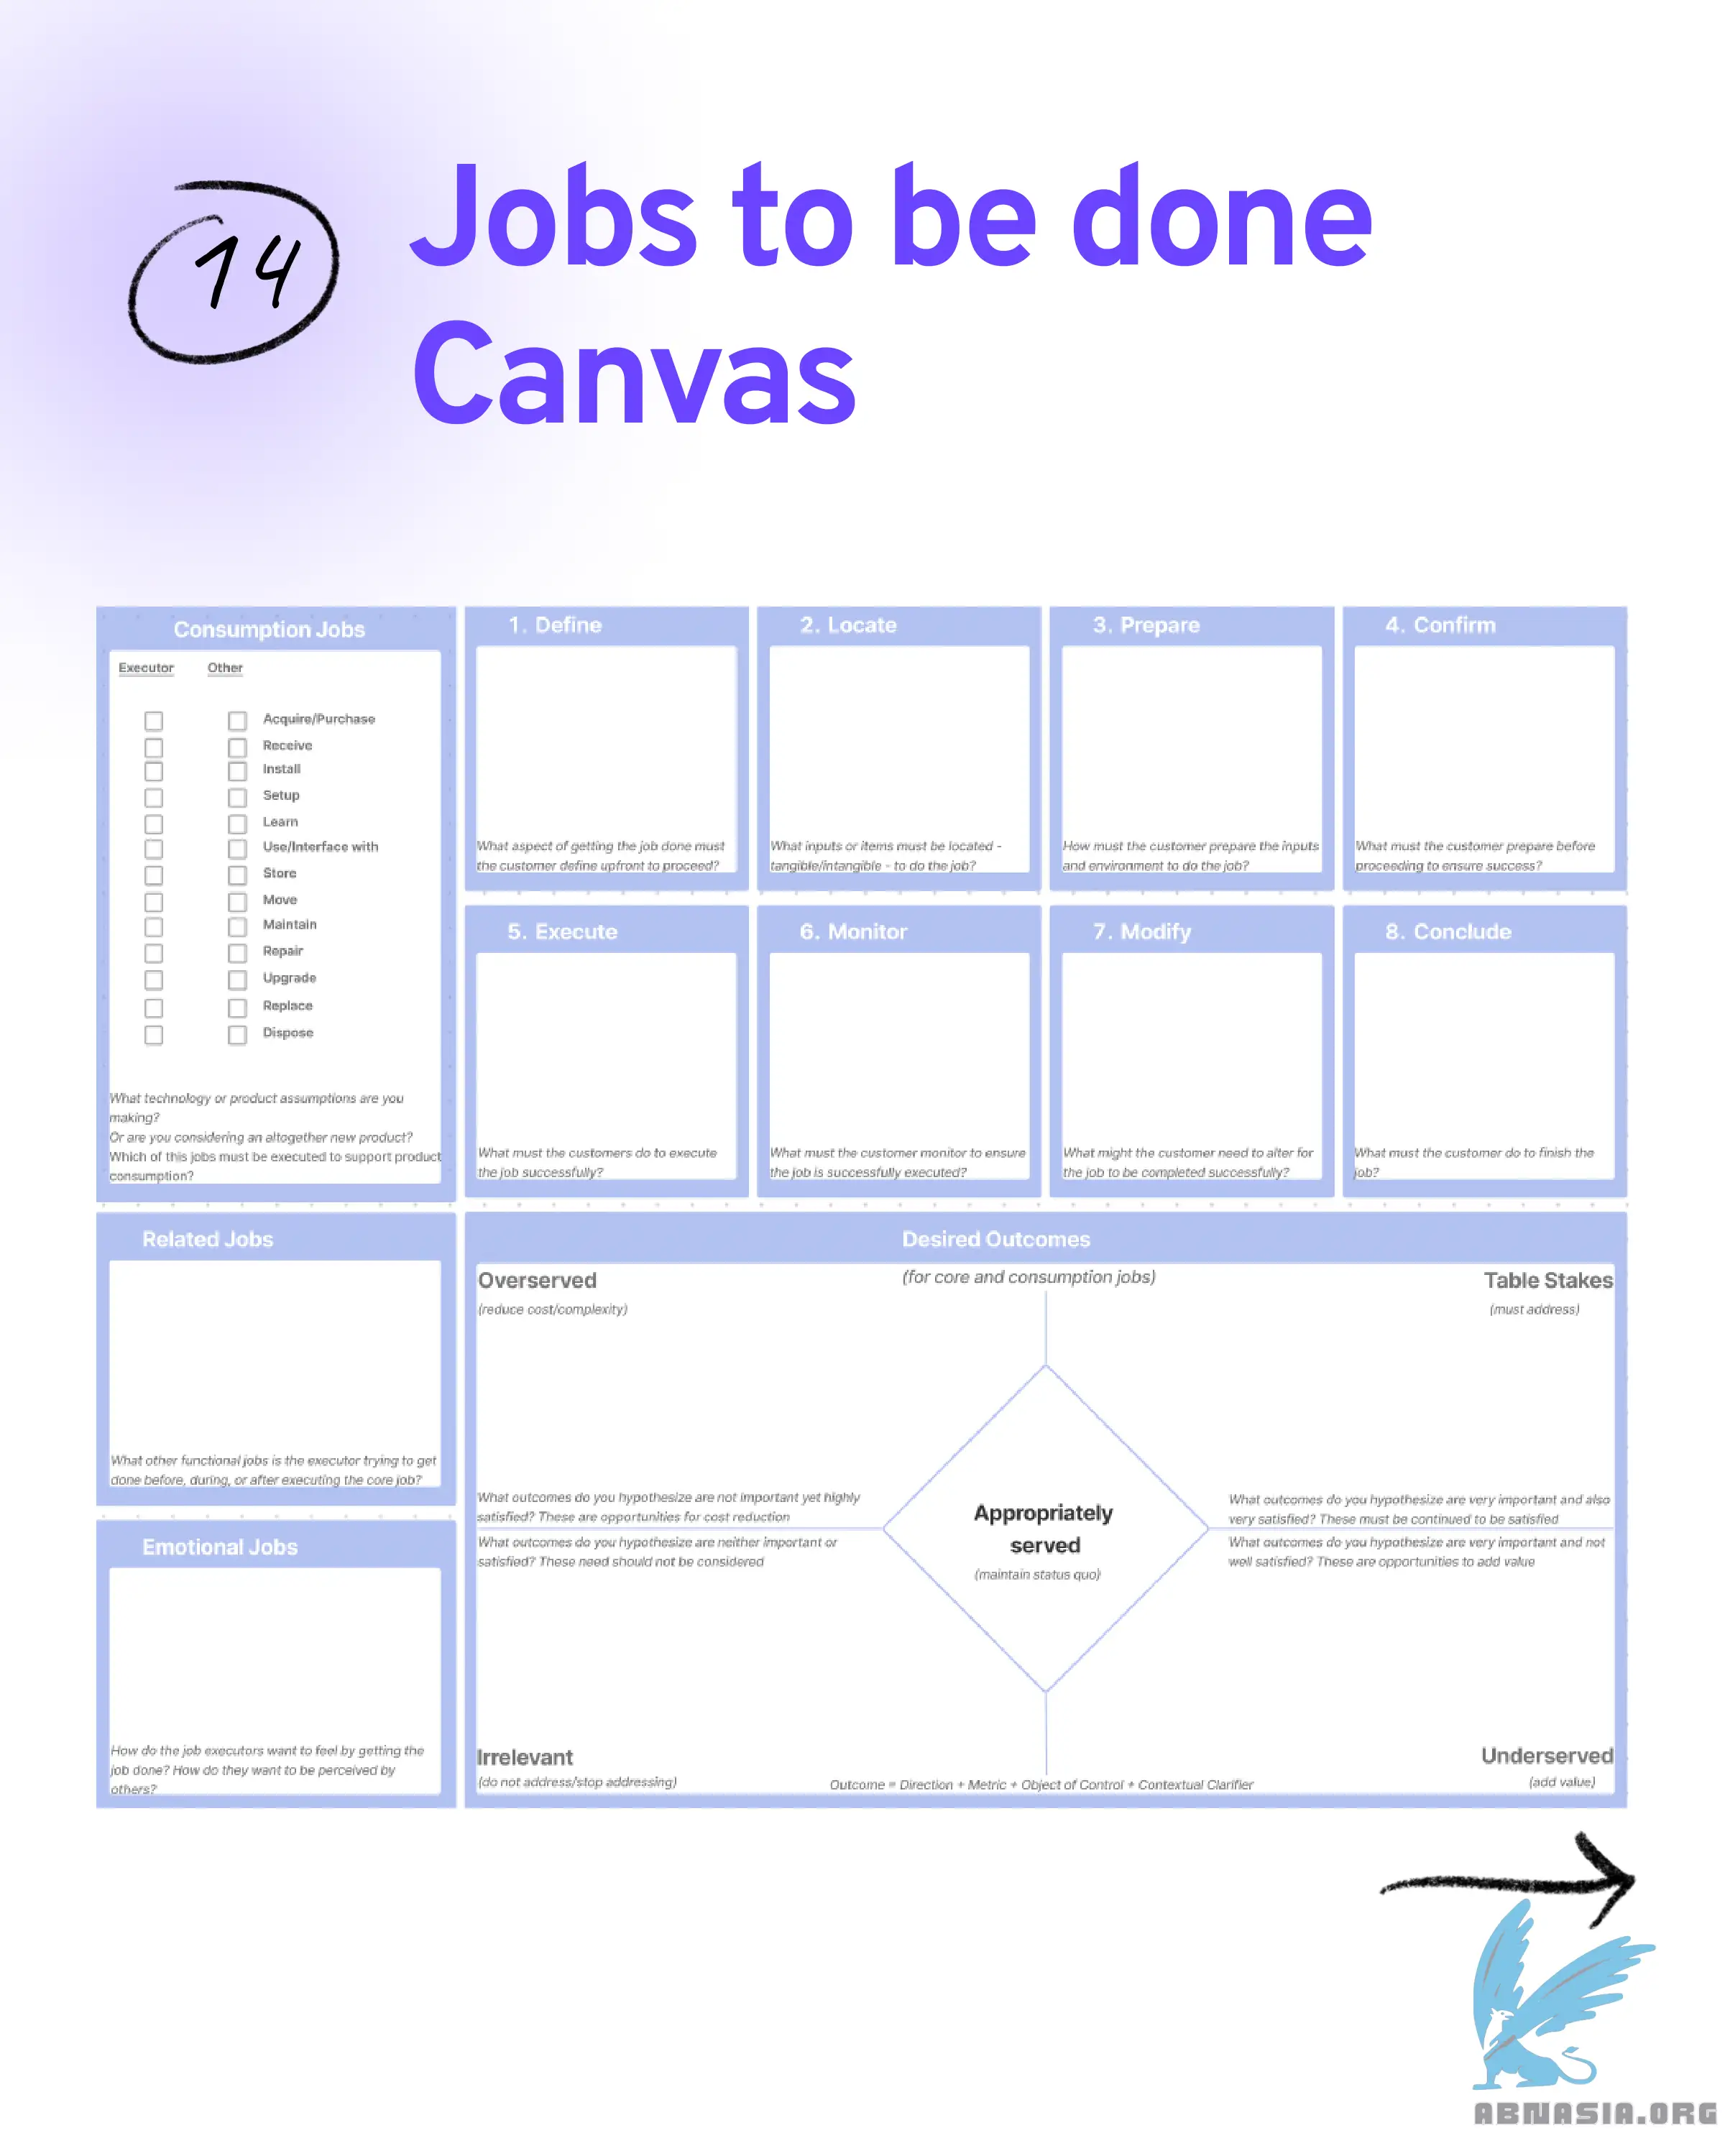 14
Jobs to be done
Canvas
Consumption Jobs
Executor Other
Acquire/Purchase
Receive
Install
Setup
Learn
Use/Interface with
Store
Move
Maintain
Repair
Upgrade
Replace
Dispose
What technology or product assumptions are you
making?
Or are you considering an altogether new product?
Which of this jobs must be executed to support product
consumption?
1. Define
What aspect of getting the job done must
the customer define upfront to proceed?
2. Locate
What inputs or items must be located -
tangible/intangible - to do the job?
3. Prepare
How must the customer prepare the inputs
and environment to do the job?
4. Confirm
What must the customer prepare before
proceeding to ensure success?
5. Execute
What must the customers do to execute
the job successfully?
6. Monitor
What must the customer monitor to ensure
the job is successfully executed?
7. Modify
What might the customer need to alter for
the job to be completed successfully?
8. Conclude
What must the customer do to finish the
job?
Related Jobs
What other functional jobs is the executor trying to get
done before, during, or after executing the core job?
Emotional Jobs
How do the job executors want to feel by getting the
job done? How do they want to be perceived by
others?
Desired Outcomes
(for core and consumption jobs)
Overserved
(reduce cost/complexity)
What outcomes do you hypothesize are not important yet highly
satisfied? These are opportunities for cost reduction
Table Stakes
(must address)
What outcomes do you hypothesize are very important and also
very satisfied? These must be continued to be satisfied
Appropriately
served
(maintain status quo)
What outcomes do you hypothesize are neither important or
satisfied? These need should not be considered
Irrelevant
(do not address/stop addressing)
What outcomes do you hypothesize are very important and not
well satisfied? These are opportunities to add value
Underserved
(add value)
Outcome = Direction + Metric + Object of Control + Contextual Clarifier
ABNASIA.ORG